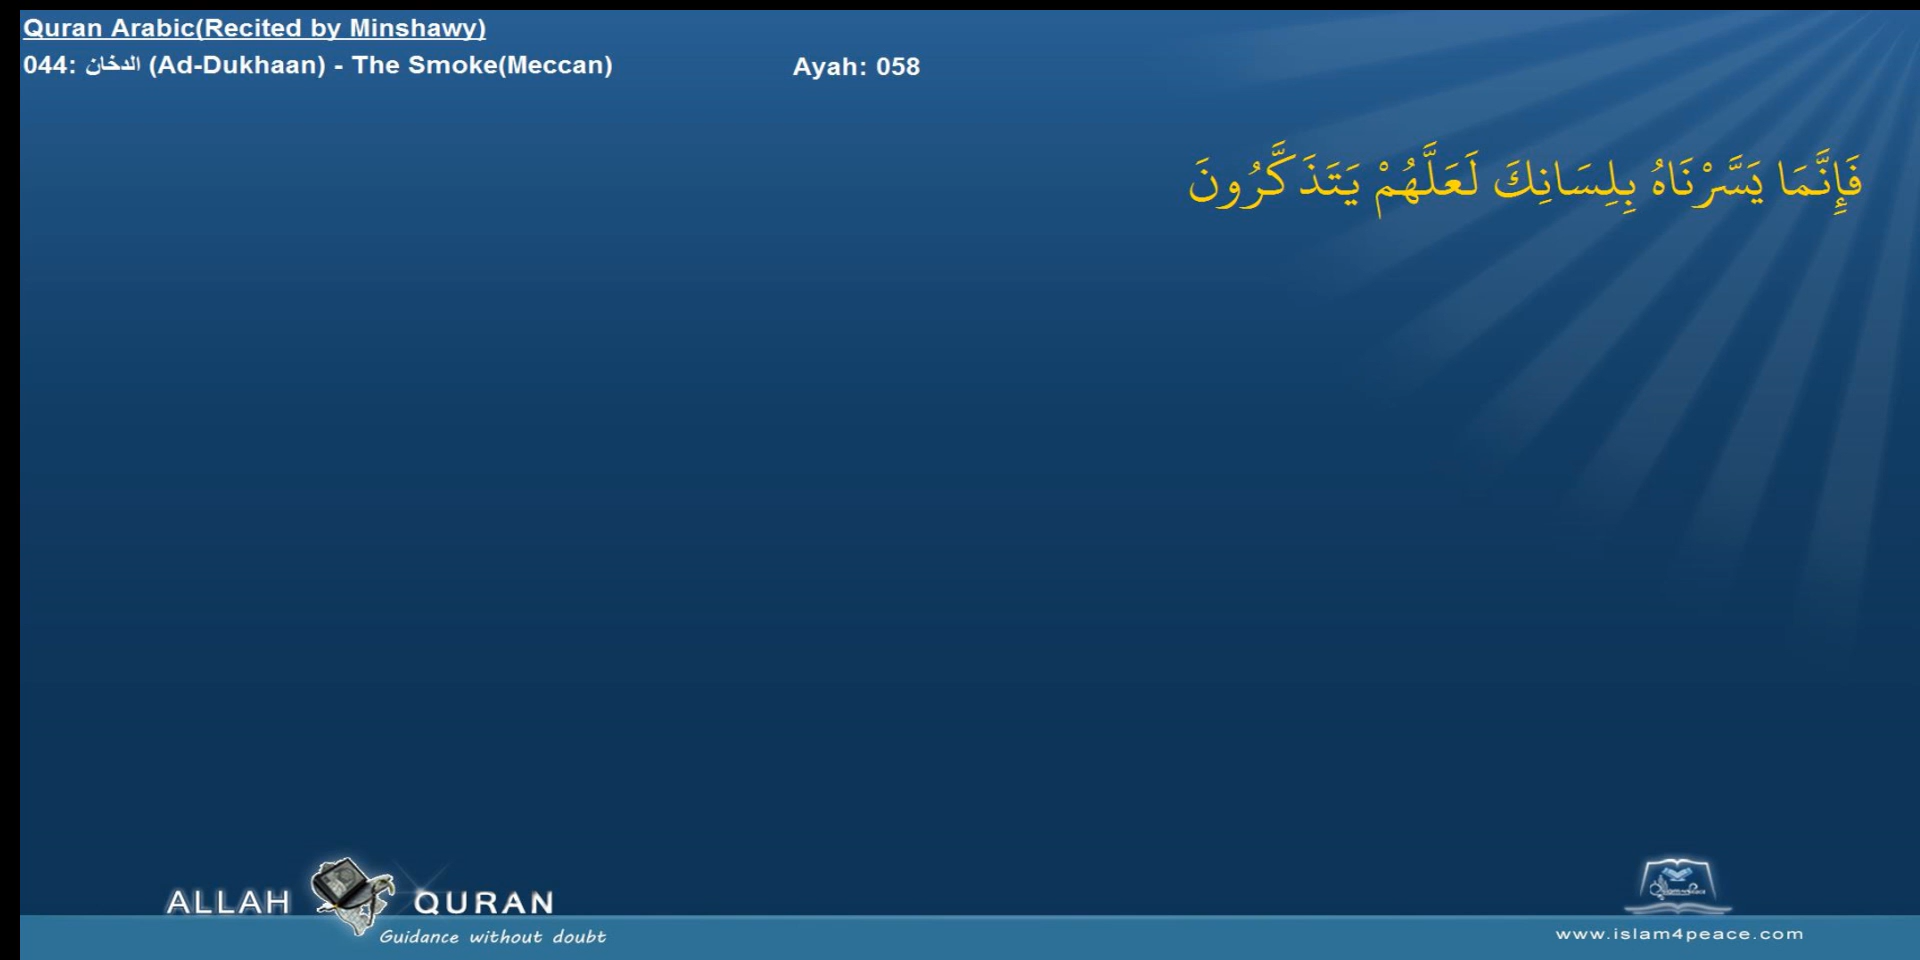 Quran Arabic(Recited by Minshawy)
044: الدخان (Ad-Dukhaan) - The Smoke(Meccan) Ayah: 058
فَإِنَّمَا يَسَّرْنَاهُ بِلِسَانِكَ لَعَلَّهُمْ يَتَذَكَّرُونَ
ALLAH QURAN
Guidance without doubt
www.islam4peace.com